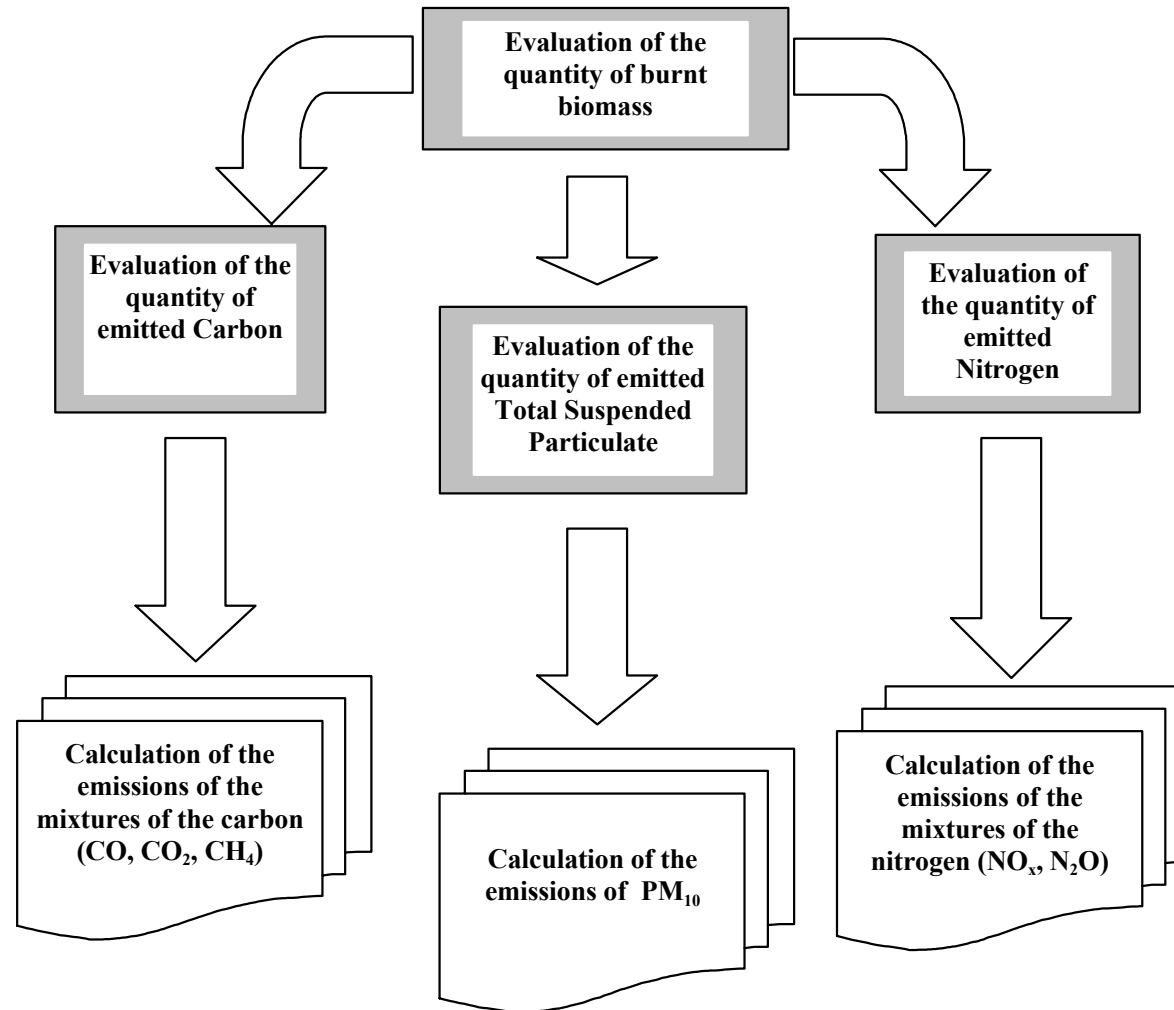 Evaluation of the
quantity of burnt
biomass
Evaluation of the
quantity of
emitted Carbon
Evaluation of the
quantity of emitted
Total Suspended
Particulate
Evaluation of
the quantity of
emitted
Nitrogen
Calculation of the
emissions of the
mixtures of the carbon
(CO, CO₂, CH₄)
Calculation of the
emissions of PM₁₀
Calculation of the
emissions of the
mixtures of the
nitrogen (NOₓ, N₂O)